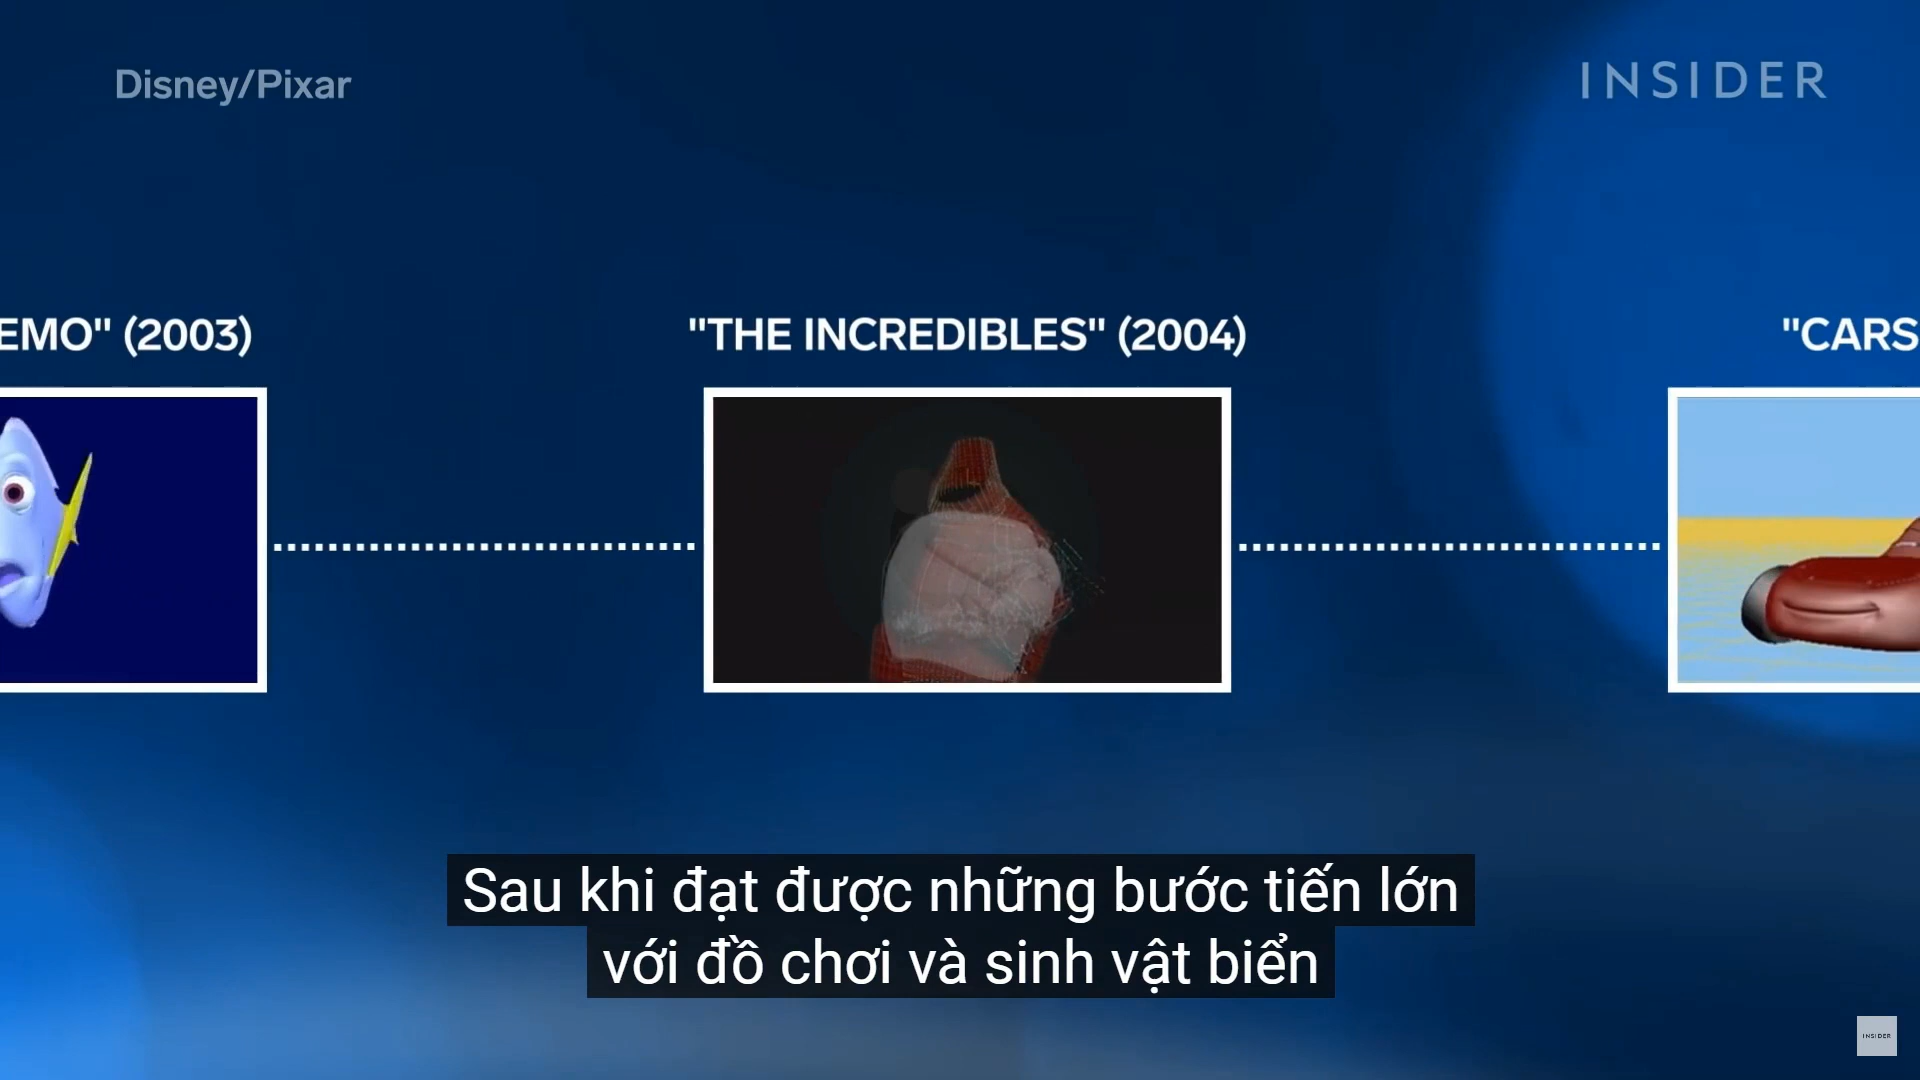 Disney/Pixar
INSIDER
EMO" (2003)
"THE INCREDIBLES" (2004)
"CARS
Sau khi đạt được những bước tiến lớn
với đồ chơi và sinh vật biển
INSIDER